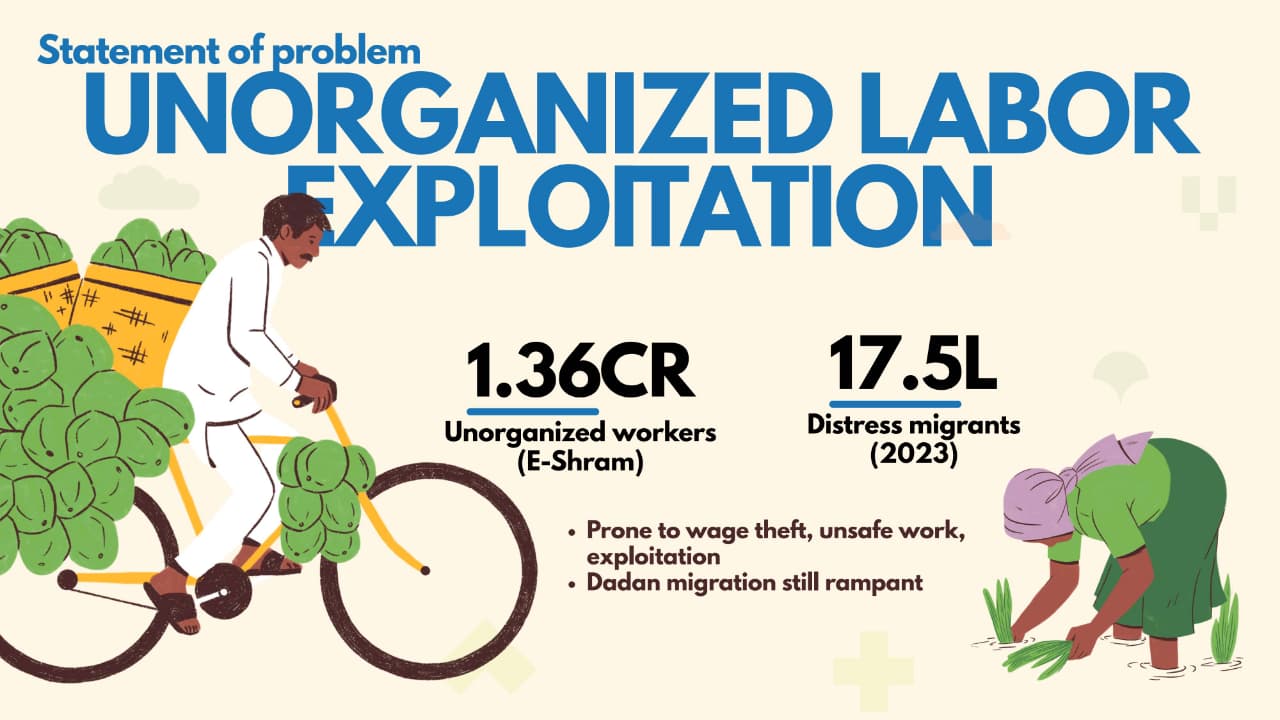 Statement of problem
UNORGANIZED LABOR
EXPLOITATION
1.36CR
Unorganized workers
(E-Shram)
17.5L
Distress migrants
(2023)
• Prone to wage theft, unsafe work,
exploitation
• Dadan migration still rampant